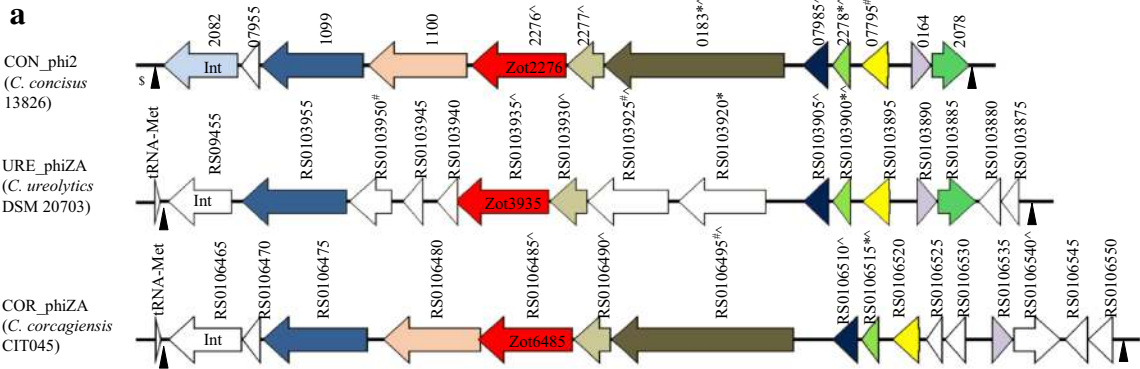 a
2082
07955
1099
1100
2276^
2277^
0183*^
07985^
2278*^
07795#
0164
2078
CON_phi2
(C. concisus
13826)
Int
Zot2276
$
tRNA-Met
RS09455
RS0103955
RS0103950#
RS0103945
RS0103940
RS0103935^
RS0103930^
RS0103925#^
RS0103920*
RS0103905^
RS0103900*^
RS0103895
RS0103890
RS0103885
RS0103880
RS0103875
URE_phiZA
(C. ureolytics
DSM 20703)
Int
Zot3935
tRNA-Met
RS0106465
RS0106470
RS0106475
RS0106480
RS0106485^
RS0106490^
RS0106495#^
RS0106510^
RS0106515*^
RS0106520
RS0106525
RS0106530
RS0106535
RS0106540^
RS0106545
RS0106550
COR_phiZA
(C. corcagiensis
CIT045)
Int
Zot6485